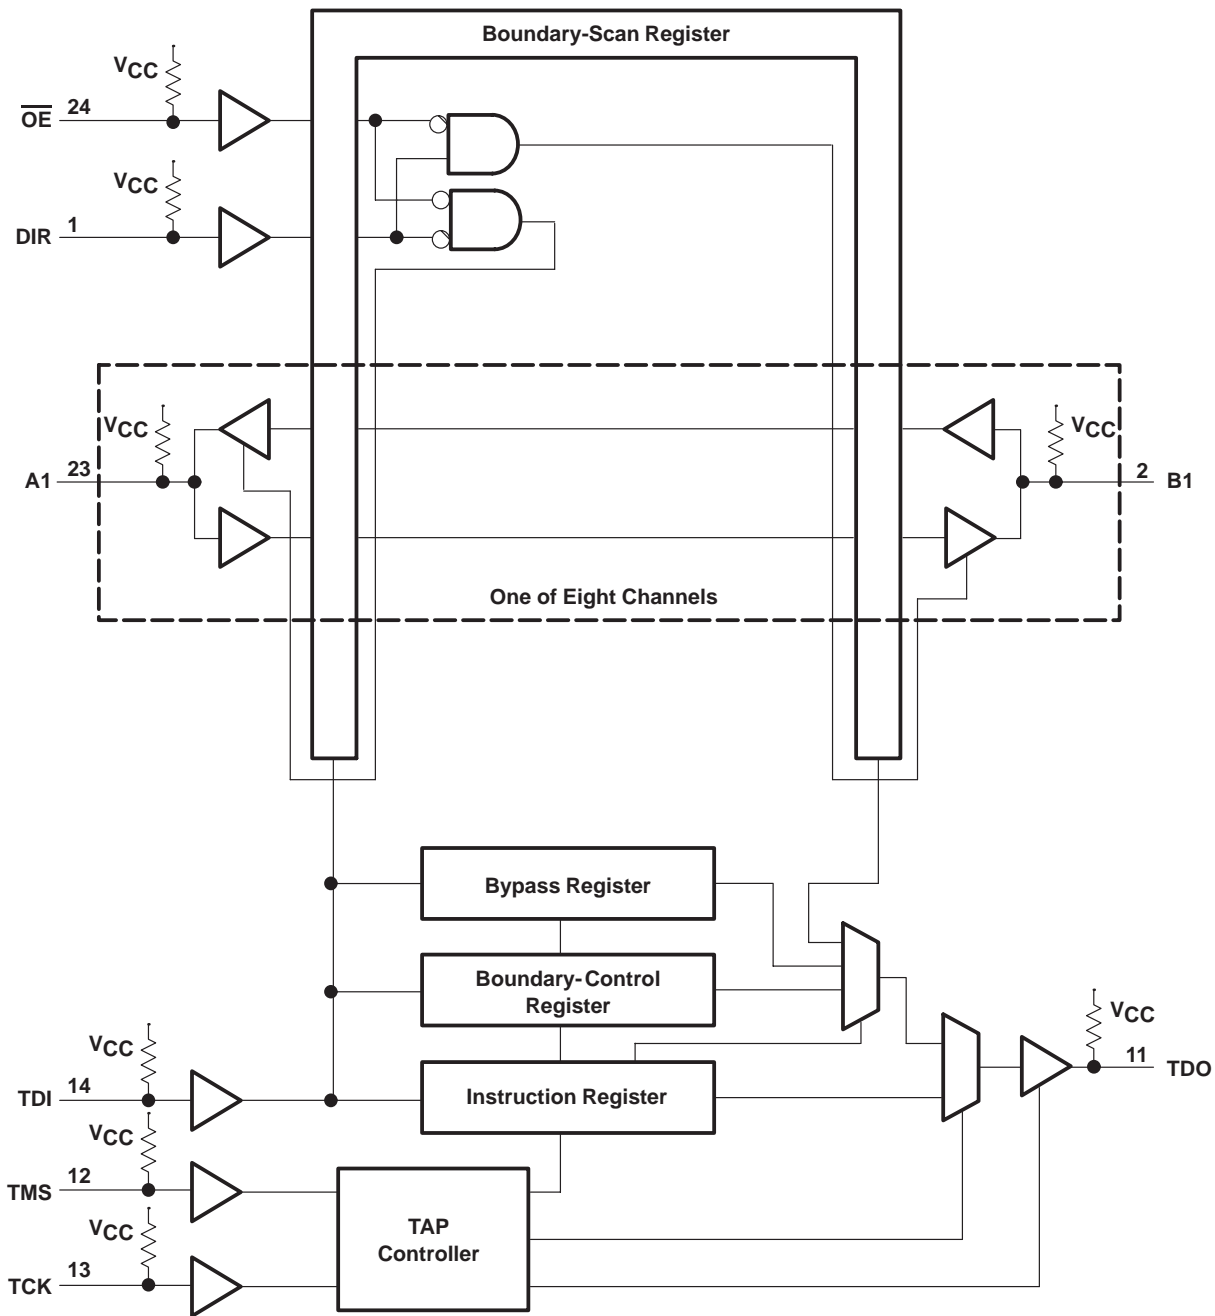 Boundary-Scan Register
VCC
OE 24
VCC
DIR 1
VCC
A1 23
VCC
2 B1
One of Eight Channels
Bypass Register
Boundary-Control
Register
VCC
TDI 14
Instruction Register
VCC
11 TDO
VCC
TMS 12
TAP
Controller
VCC
TCK 13